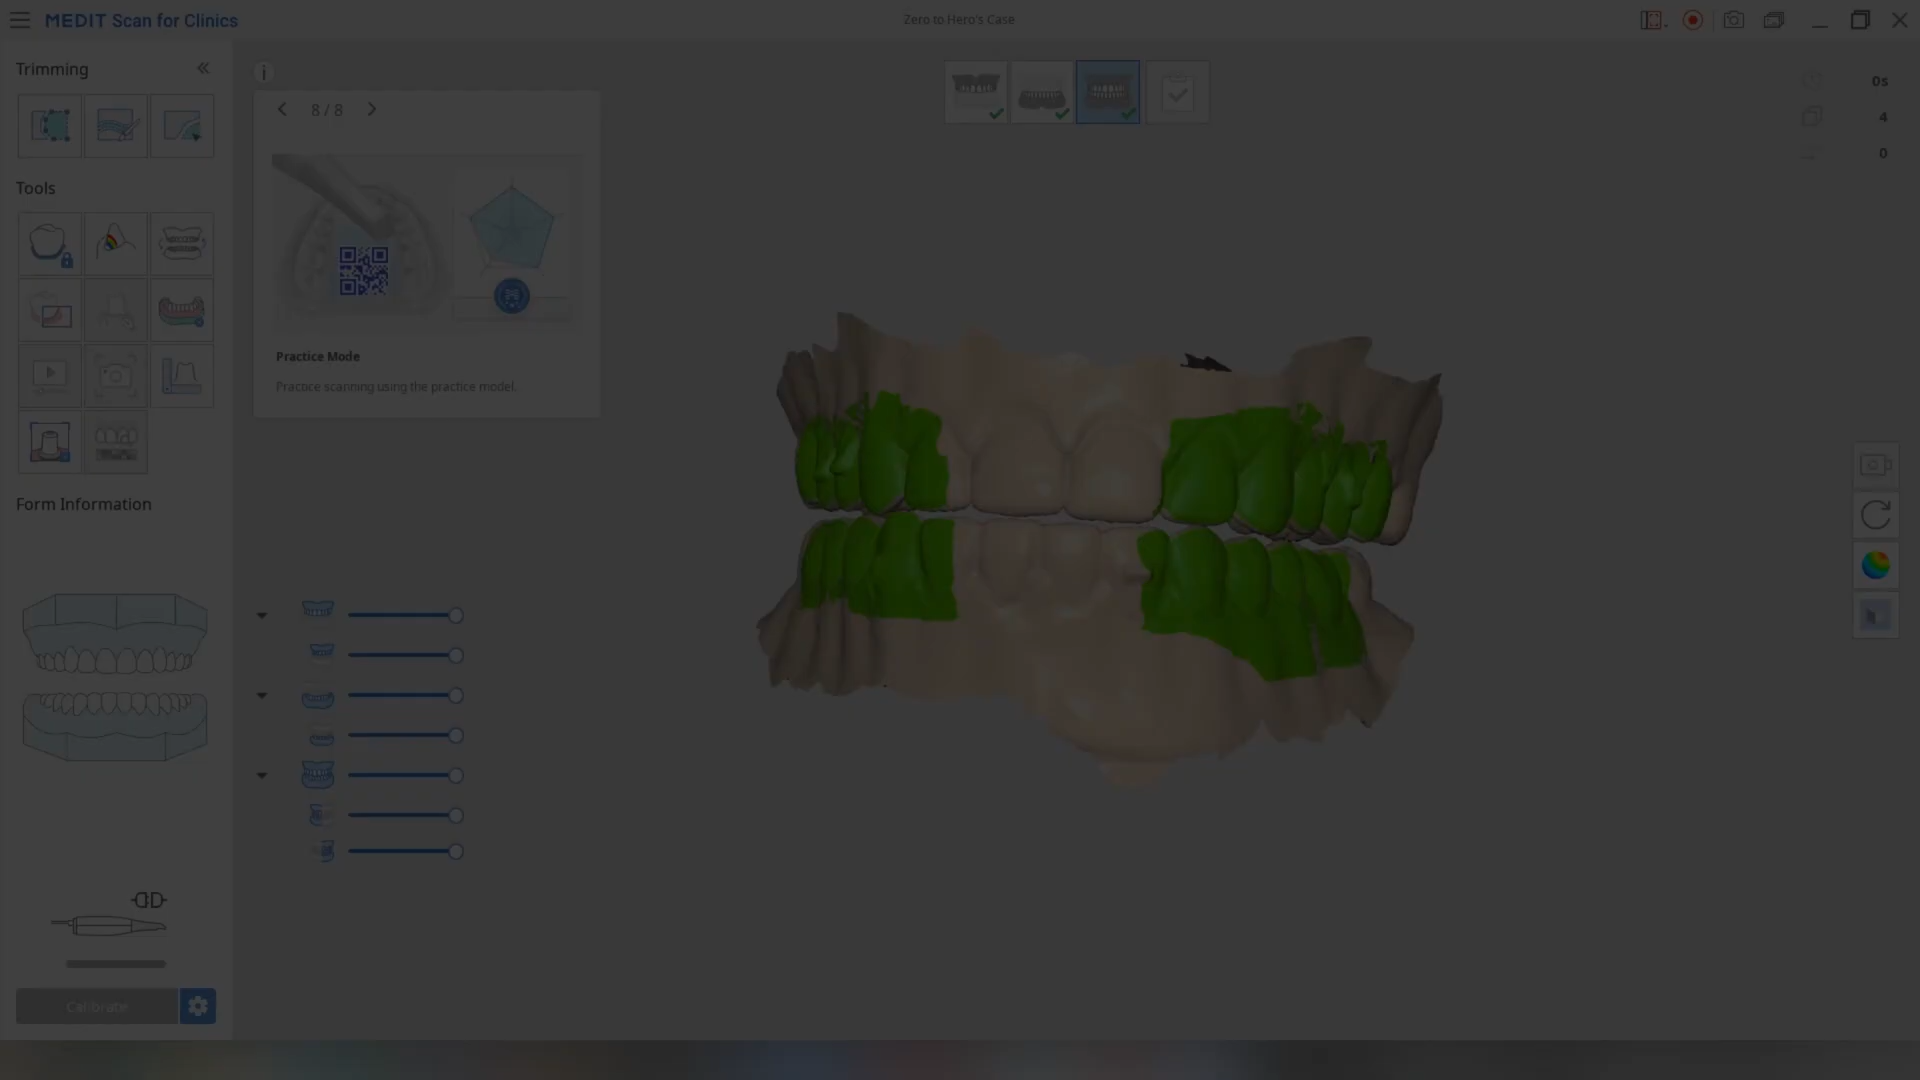 MEDIT Scan for Clinics
Zero to Hero's Case
Trimming
8 / 8
0s
4
0
Tools
Practice Mode
Practice scanning using the practice model.
Form Information
Calibrate